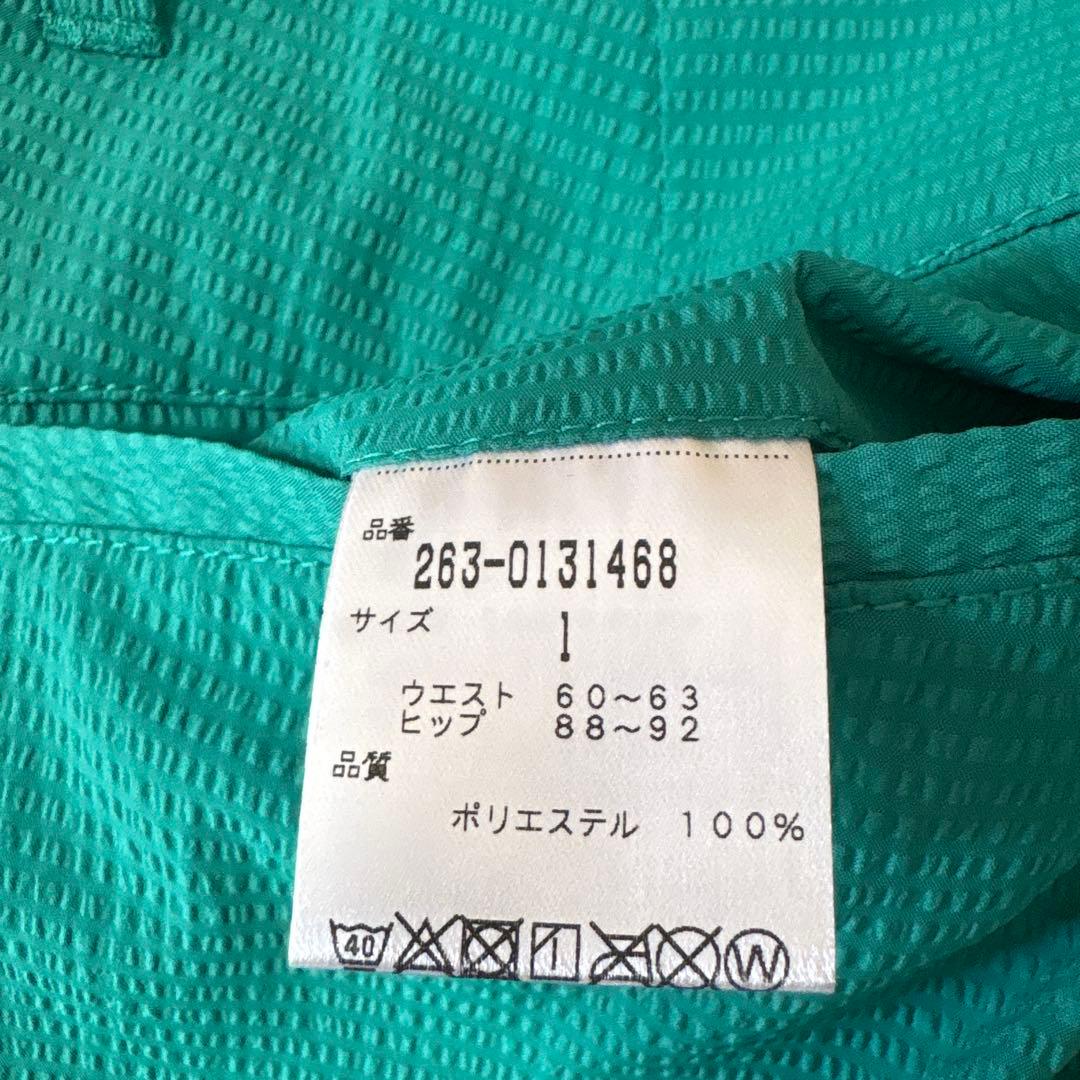 品番
263-0131468
サイズ 1
ウエスト 60～63
ヒップ 88～92
品質
ポリエステル 100%
40 W